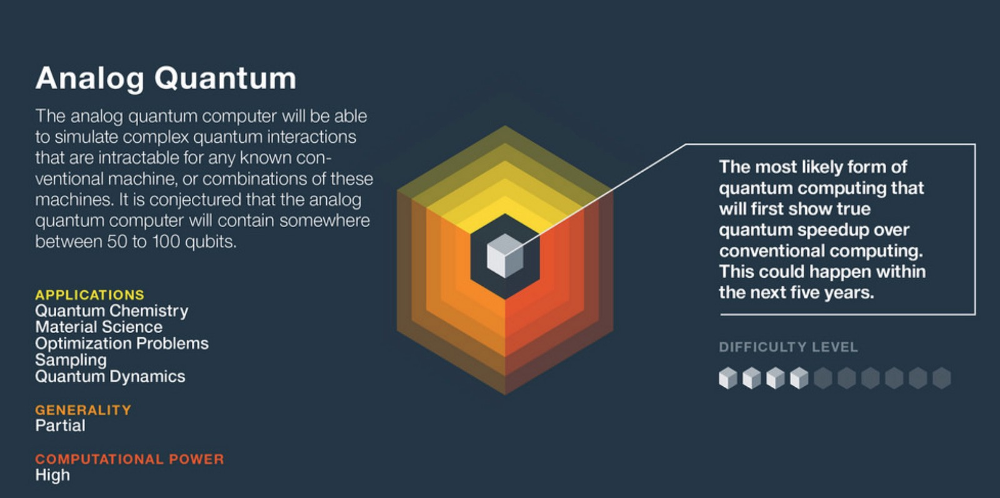 Analog Quantum
The analog quantum computer will be able
to simulate complex quantum interactions
that are intractable for any known con-
ventional machine, or combinations of these
machines. It is conjectured that the analog
quantum computer will contain somewhere
between 50 to 100 qubits.
APPLICATIONS
Quantum Chemistry
Material Science
Optimization Problems
Sampling
Quantum Dynamics
GENERALITY
Partial
COMPUTATIONAL POWER
High
The most likely form of
quantum computing that
will first show true
quantum speedup over
conventional computing.
This could happen within
the next five years.
DIFFICULTY LEVEL